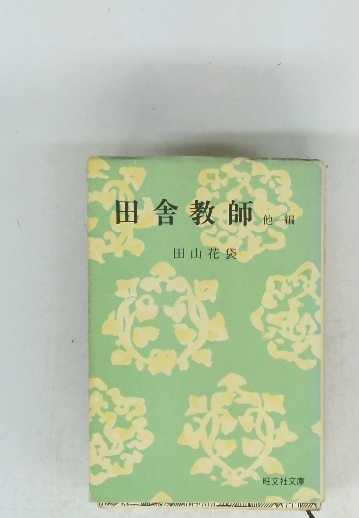 田舎教師 他一編
田山花袋
旺文社文庫